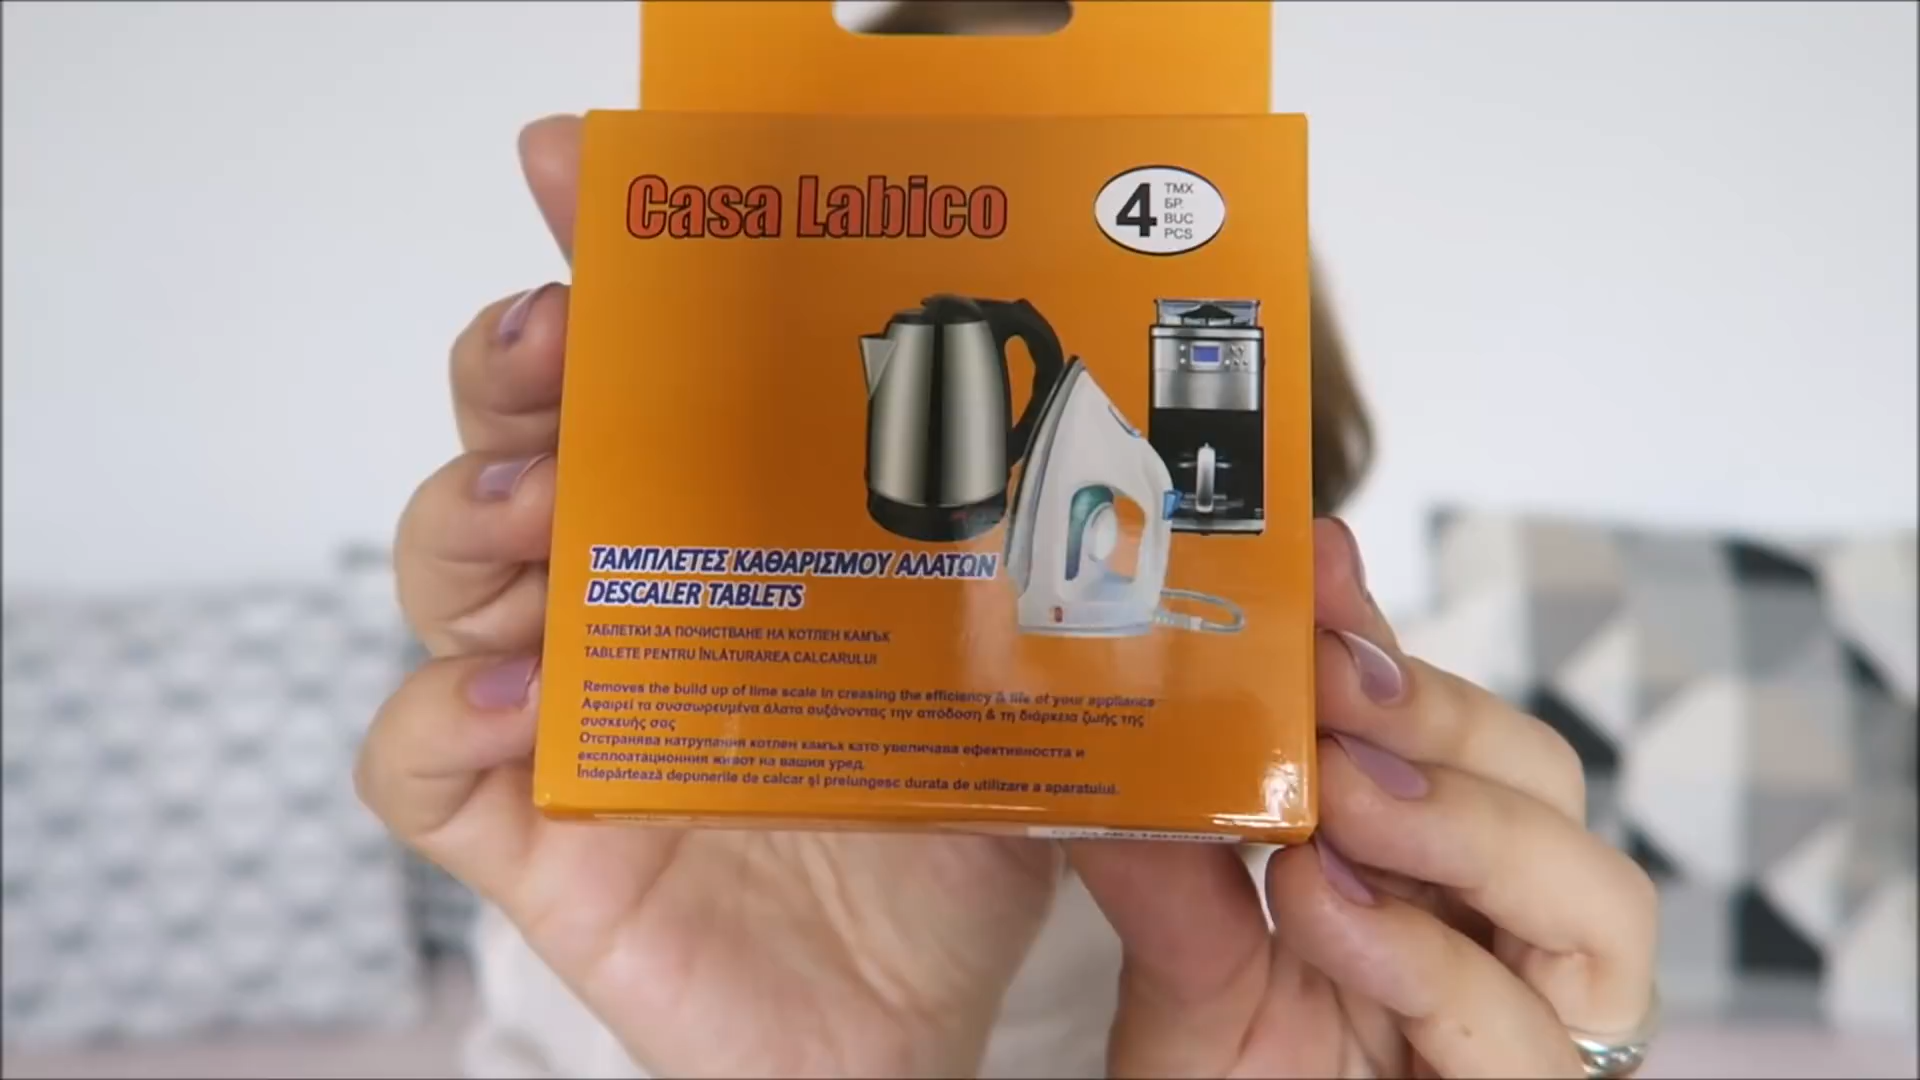 Casa Labico
4
ΤΜΧ
БР.
BUC
PCS
ΤΑΜΠΛΕΤΕΣ ΚΑΘΑΡΙΣΜΟΥ ΑΛΑΤΩΝ
DESCALER TABLETS
ТАБЛЕТКИ ЗА ПОЧИСТВАНЕ НА КОТЛЕН КАМЪК
TABLETE PENTRU ÎNLĂTURAREA CALCARULUI
Removes the build up of lime scale in creasing the efficiency & life of your appliance
Αφαιρεί τα συσσωρευμένα άλατα αυξάνοντας την απόδοση & τη διάρκεια ζωής της
συσκευής σας
Отстранява натрупания котлен камък като увеличава ефективността и
експлоатационния живот на вашия уред.
Îndepărtează depunerile de calcar și prelungesc durata de utilizare a aparatului.